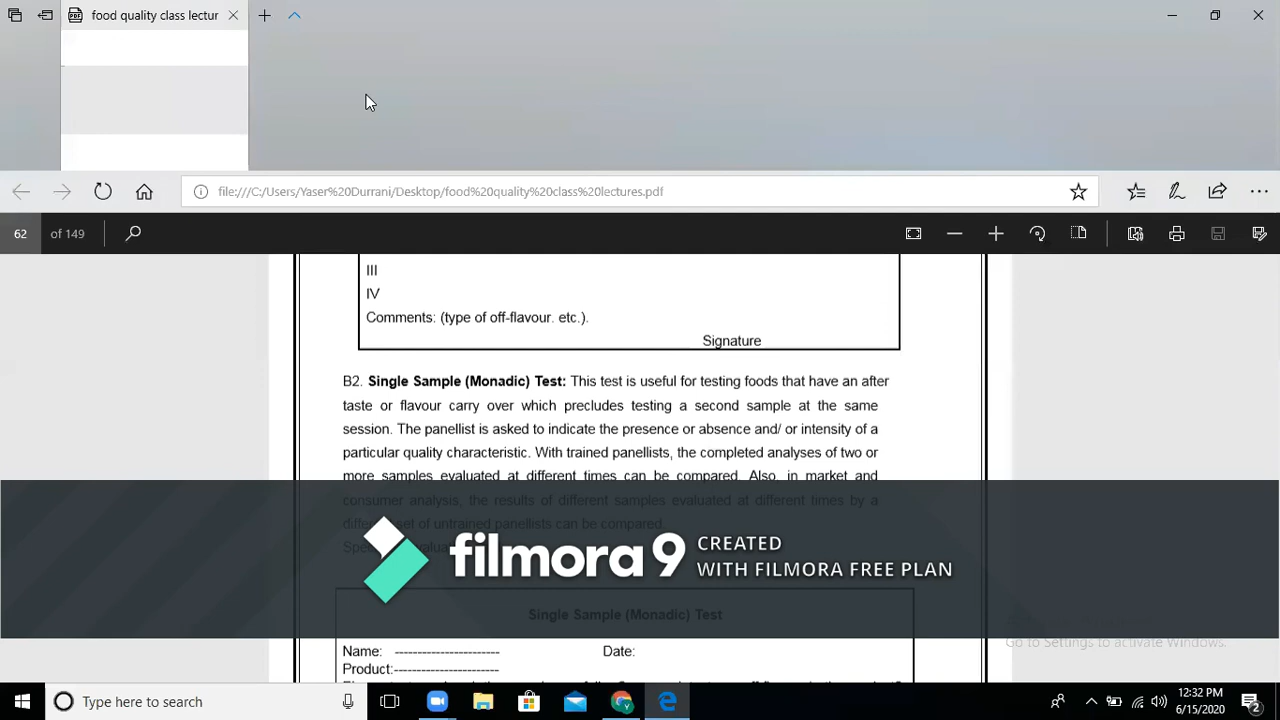 food quality class lectur
file:///C:/Users/Yaser%20Durrani/Desktop/food%20quality%20class%20lectures.pdf
62 of 149
III
IV
Comments: (type of off-flavour. etc.).
Signature
B2. Single Sample (Monadic) Test: This test is useful for testing foods that have an after
taste or flavour carry over which precludes testing a second sample at the same
session. The panellist is asked to indicate the presence or absence and/ or intensity of a
particular quality characteristic. With trained panellists, the completed analyses of two or
more samples evaluated at different times can be compared. Also, in market and
consumer analysis, the results of different samples evaluated at different times by a
set of untrained panellists can be compared.
filmora 9 CREATED
WITH FILMORA FREE PLAN
Single Sample (Monadic) Test
Name: ----------------------- Date:
Product:-----------------------
Go to Settings to activate Windows.
Type here to search
12:32 PM
6/15/2020
2